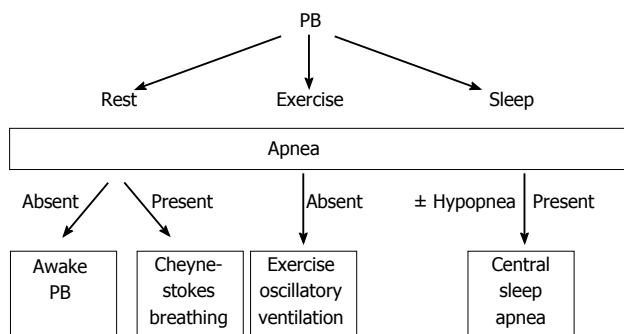 PB
Rest Exercise Sleep
Apnea
Absent Present Absent ± Hypopnea Present
Awake Cheyne- Exercise Central
PB stokes oscillatory sleep
breathing ventilation apnea